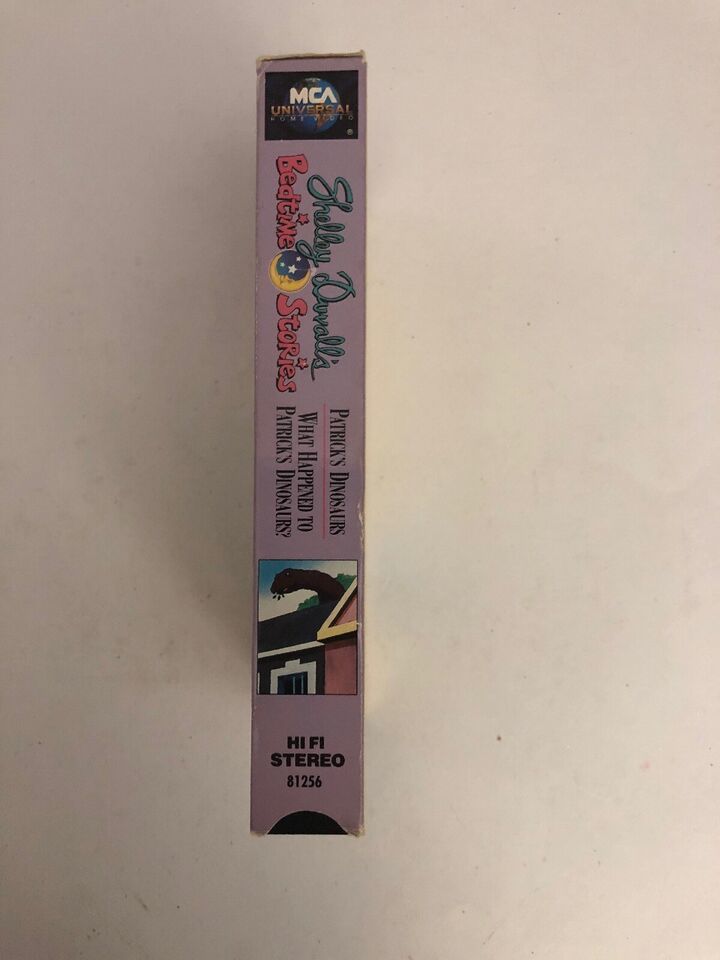 MCA
UNIVERSAL
HOME VIDEO
®
Shelley Duvall's
Bedtime Stories
PATRICK'S DINOSAURS
WHAT HAPPENED TO
PATRICK'S DINOSAURS?
HI FI
STEREO
81256